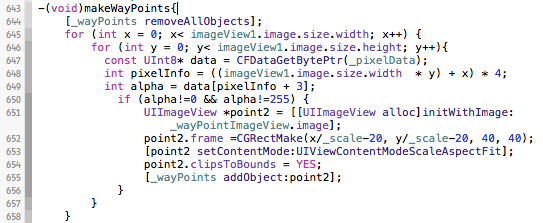 643 -(void)makeWayPoints{
644 [_wayPoints removeAllObjects];
645 for (int x = 0; x< imageView1.image.size.width; x++) {
646 for (int y = 0; y< imageView1.image.size.height; y++){
647 const UInt8* data = CFDataGetBytePtr(_pixelData);
648 int pixelInfo = ((imageView1.image.size.width * y) + x) * 4;
649 int alpha = data[pixelInfo + 3];
650 if (alpha!=0 && alpha!=255) {
651 UIImageView *point2 = [[UIImageView alloc]initWithImage:
_wayPointImageView.image];
652 point2.frame =CGRectMake(x/_scale-20, y/_scale-20, 40, 40);
653 [point2 setContentMode:UIViewContentModeScaleAspectFit];
654 point2.clipsToBounds = YES;
655 [_wayPoints addObject:point2];
656 }
657 }
658 }